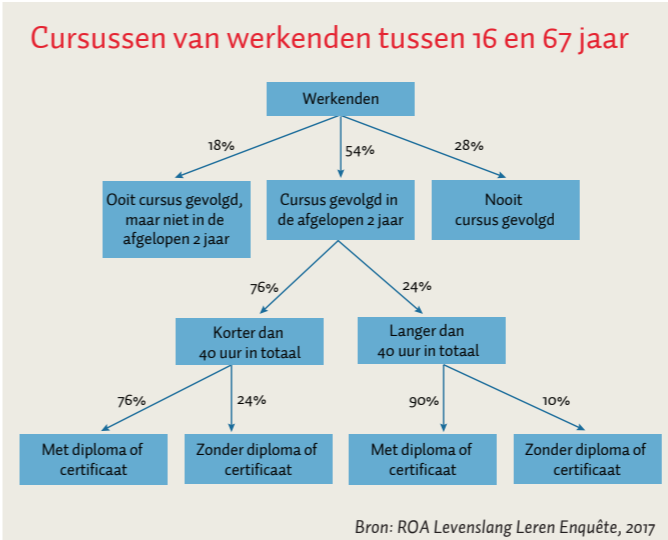 Cursussen van werkenden tussen 16 en 67 jaar
Werkenden
18%
54%
28%
Ooit cursus gevolgd,
maar niet in de
afgelopen 2 jaar
Cursus gevolgd in
de afgelopen 2 jaar
Nooit
cursus gevolgd
76%
24%
Korter dan
40 uur in totaal
Langer dan
40 uur in totaal
76%
24%
90%
10%
Met diploma of
certificaat
Zonder diploma of
certificaat
Met diploma of
certificaat
Zonder diploma of
certificaat
Bron: ROA Levenslang Leren Enquête, 2017